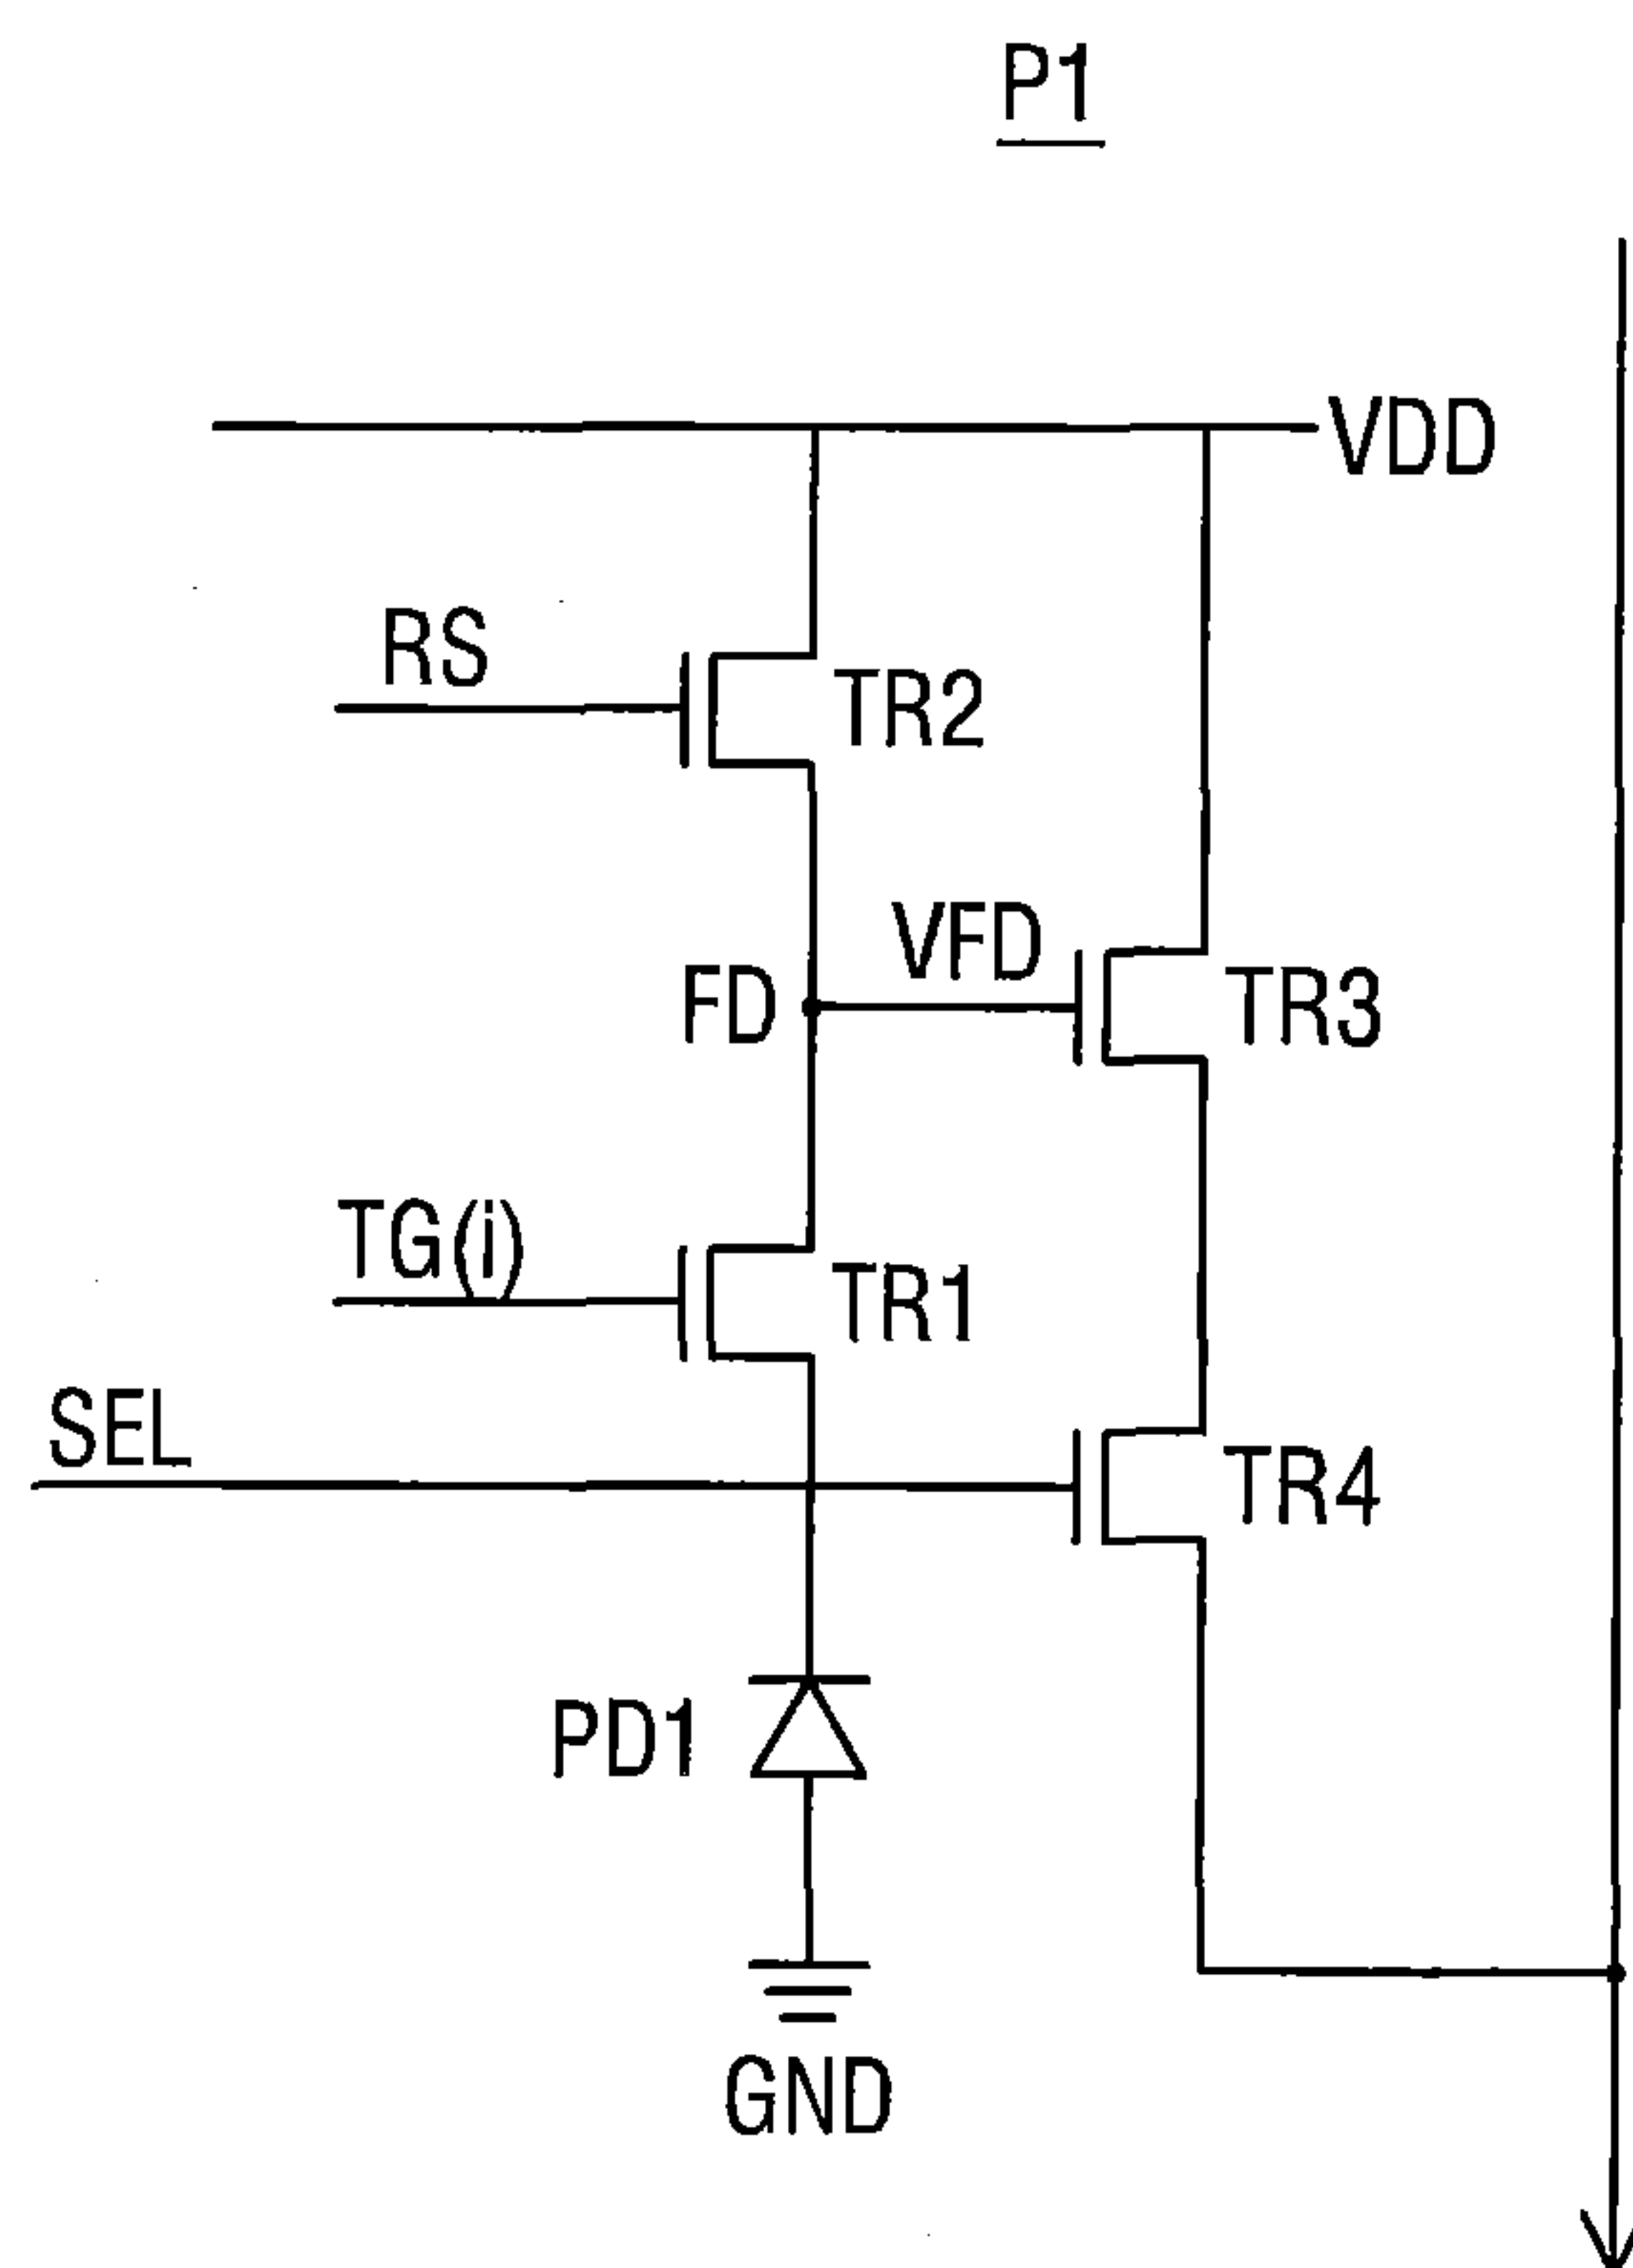 P1
VDD
RS
TR2
VFD
FD
TR3
TG(i)
TR1
SEL
TR4
PD1
GND